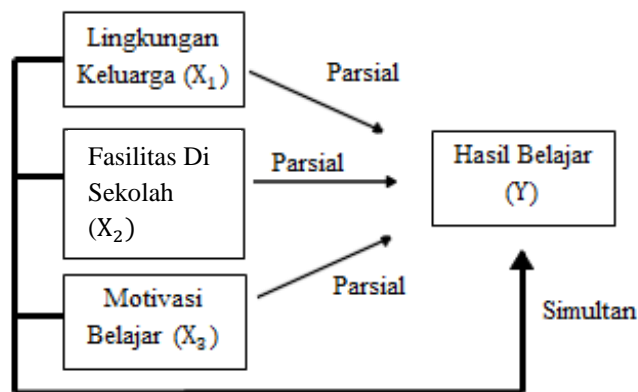 Lingkungan
Keluarga (X₁)
Parsial
Fasilitas Di
Sekolah
(X₂)
Parsial
Hasil Belajar
(Y)
Motivasi
Belajar (X₃)
Parsial
Simultan